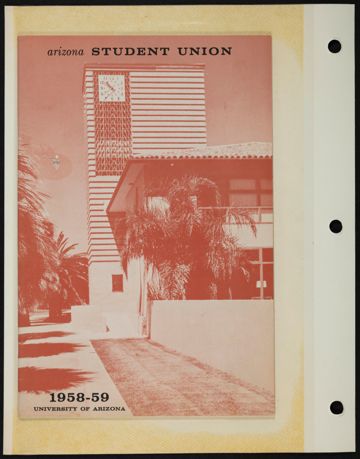 arizona STUDENT UNION
1958-59
UNIVERSITY OF ARIZONA